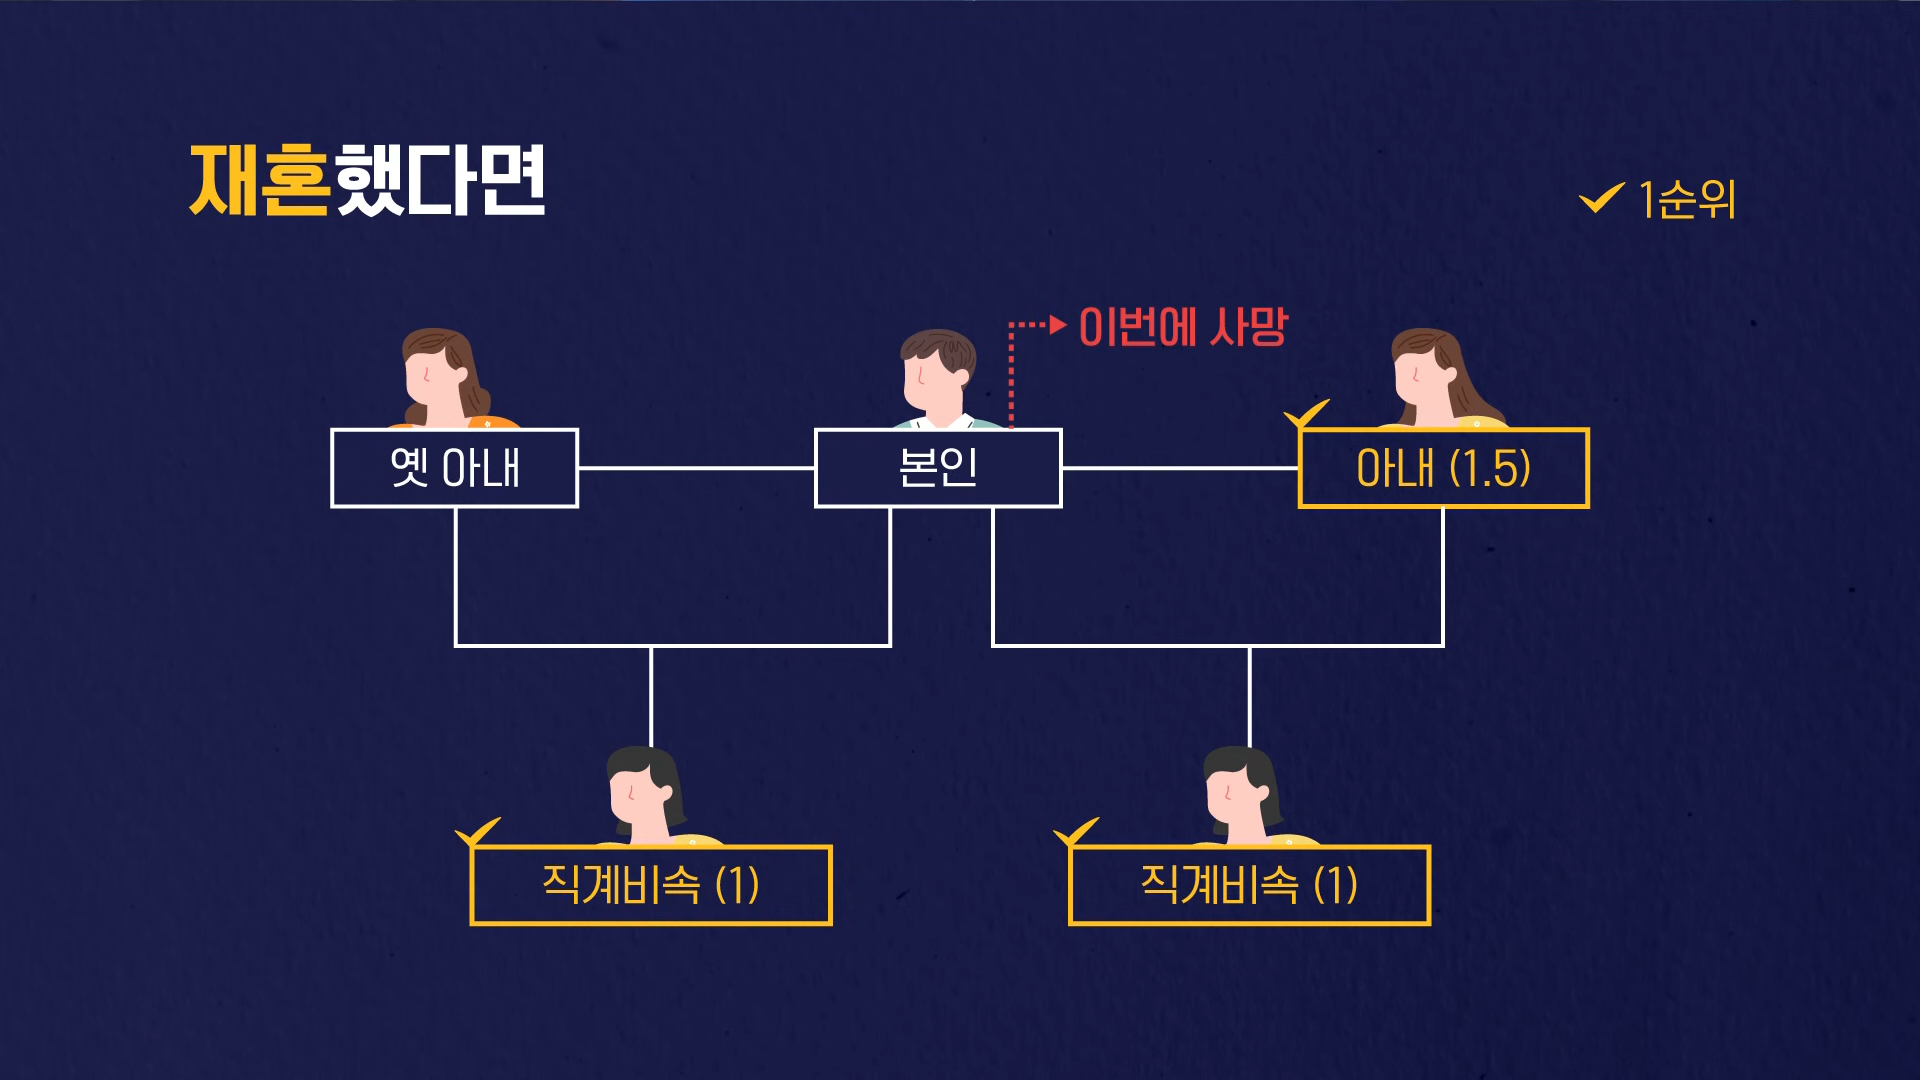 재혼했다면
1순위
이번에 사망
옛 아내
본인
아내 (1.5)
직계비속 (1)
직계비속 (1)